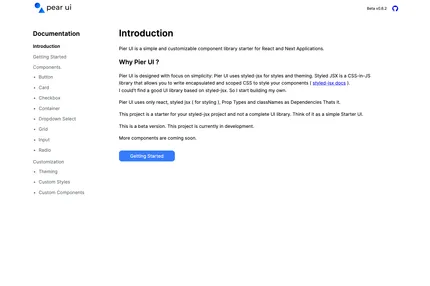 pear ui
Beta v0.8.2
Documentation
Introduction
Getting Started
Components
Button
Card
Checkbox
Container
Dropdown Select
Grid
Input
Radio
Customization
Theming
Custom Styles
Custom Components
Introduction
Pier UI is a simple and customizable component library starter for React and Next Applications.
Why Pier UI ?
Pier UI is designed with focus on simplicity. Pier UI uses styled-jsx for styles and theming. Styled JSX is a CSS-in-JS
library that allows you to write encapsulated and scoped CSS to style your components ( styled-jsx docs ).
I could't find a good UI library based on styled-jsx. So I start building my own.
Pier UI uses only react, styled jsx ( for styling ), Prop Types and classNames as Dependencies Thats it.
This project is a starter for your styled-jsx project and not a complete UI library. Think of it as a simple Starter UI.
This is a beta version. This project is currently in development.
More components are coming soon.
Getting Started